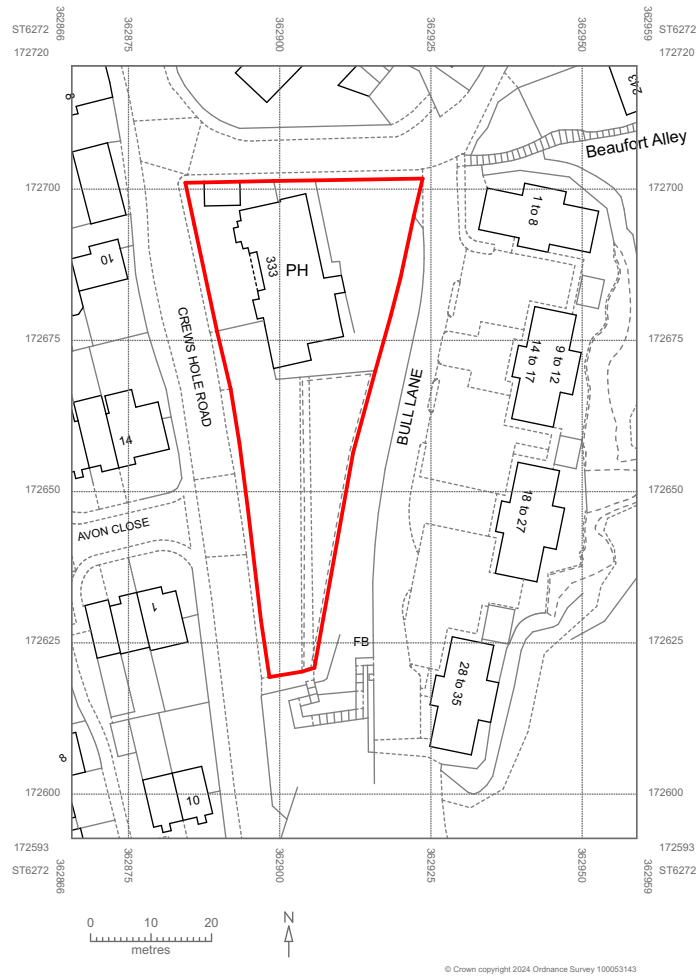 362866
362875
362900
362925
362950
362959
ST6272
ST6272
172720
172720
8
243
Beaufort Alley
172700
172700
1 to 8
333
PH
10
172675
172675
CREWS HOLE ROAD
BULL LANE
14 to 17
9 to 12
14
172650
172650
18 to 27
AVON CLOSE
1
172625
172625
FB
28 to 35
8
10
172600
172600
172593
172593
ST6272
ST6272
362866
362875
362900
362925
362950
362959
0 10 20
metres
N
© Crown copyright 2024 Ordnance Survey 100053143